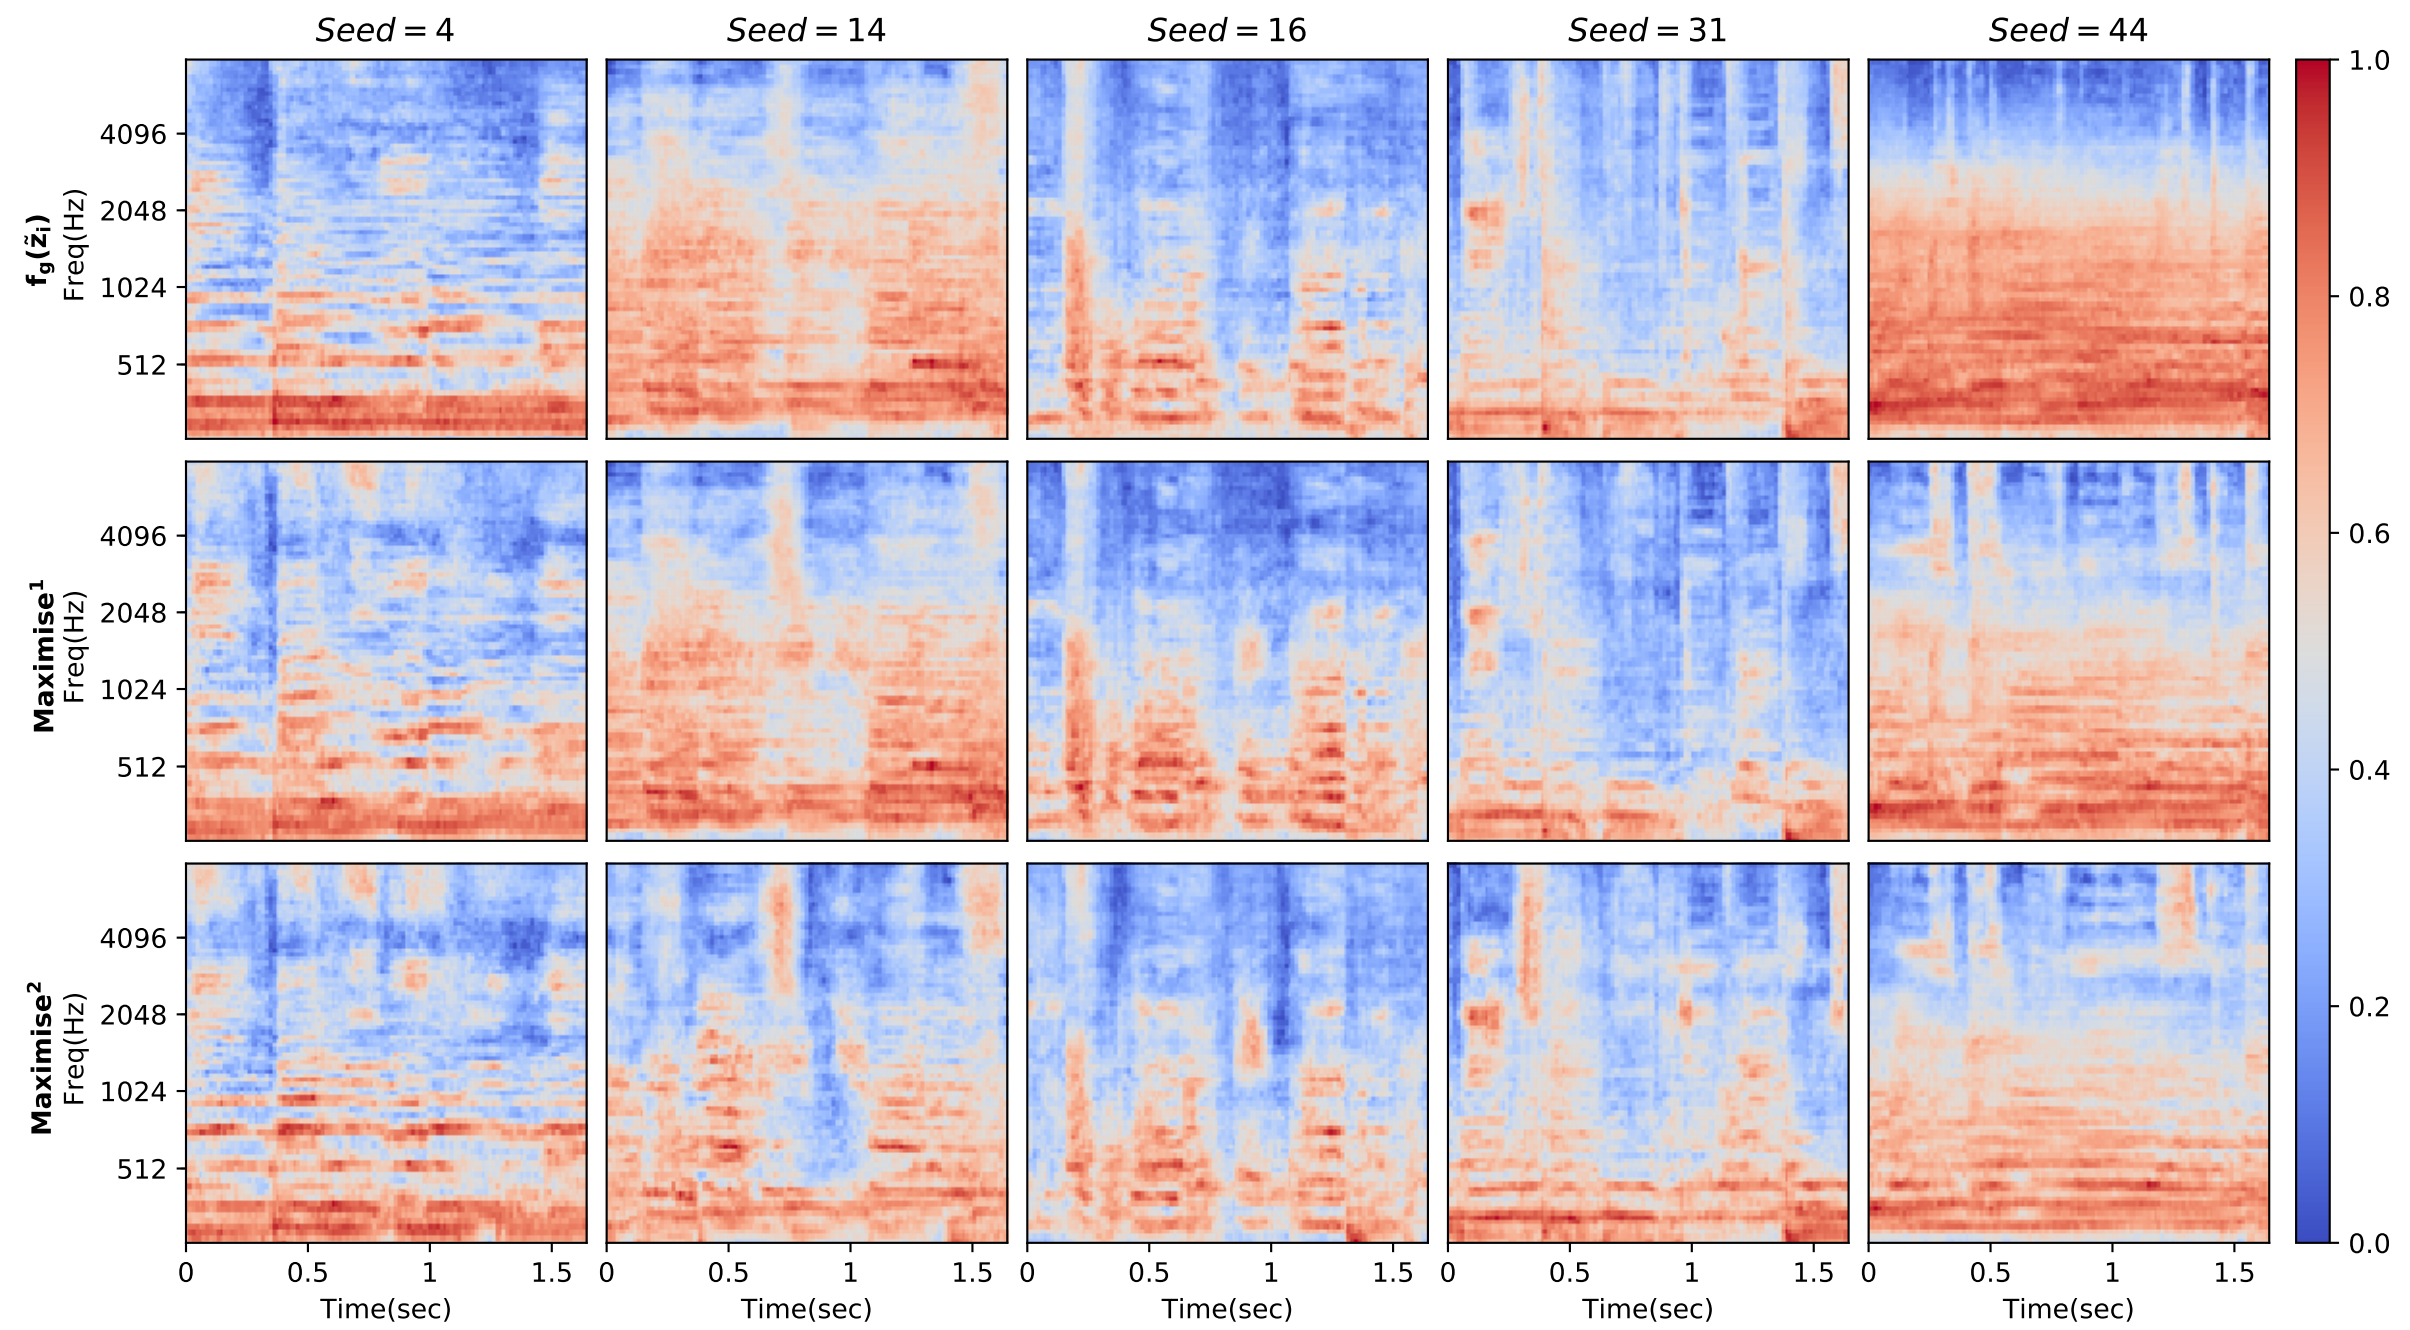 Seed = 4 Seed = 14 Seed = 16 Seed = 31 Seed = 44
f_g(z̃_i)
Freq(Hz)
4096
2048
1024
512
Maximise¹
Freq(Hz)
4096
2048
1024
512
Maximise²
Freq(Hz)
4096
2048
1024
512
0 0.5 1 1.5 0 0.5 1 1.5 0 0.5 1 1.5 0 0.5 1 1.5 0 0.5 1 1.5
Time(sec) Time(sec) Time(sec) Time(sec) Time(sec)
1.0
0.8
0.6
0.4
0.2
0.0